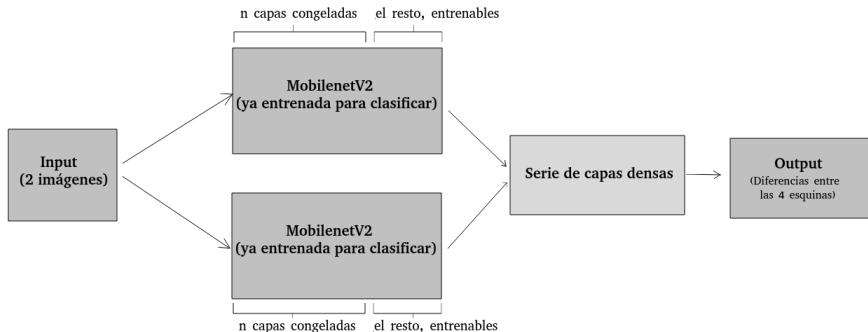 n capas congeladas
el resto, entrenables
MobilenetV2
(ya entrenada para clasificar)
Input
(2 imágenes)
Serie de capas densas
Output
(Diferencias entre
las 4 esquinas)
MobilenetV2
(ya entrenada para clasificar)
n capas congeladas
el resto, entrenables